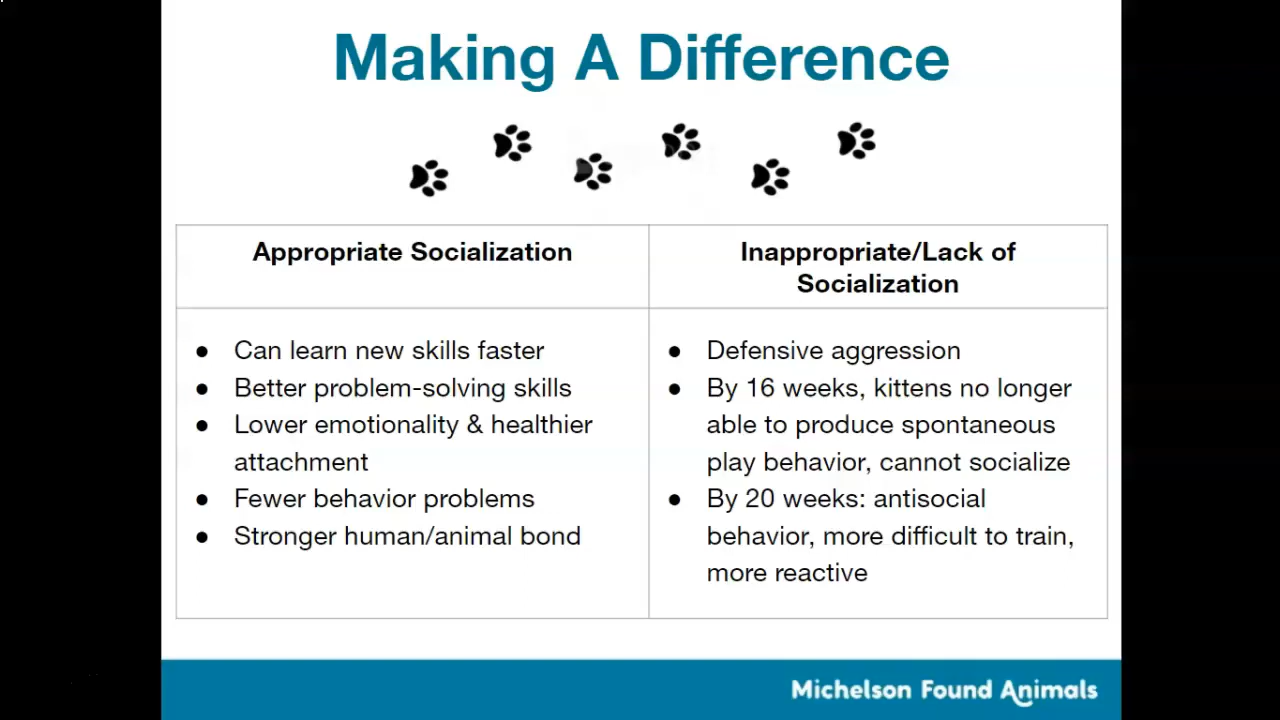 Making A Difference
Appropriate Socialization
Inappropriate/Lack of
Socialization
● Can learn new skills faster
● Better problem-solving skills
● Lower emotionality & healthier
attachment
● Fewer behavior problems
● Stronger human/animal bond
● Defensive aggression
● By 16 weeks, kittens no longer
able to produce spontaneous
play behavior, cannot socialize
● By 20 weeks: antisocial
behavior, more difficult to train,
more reactive
Michelson Found Animals